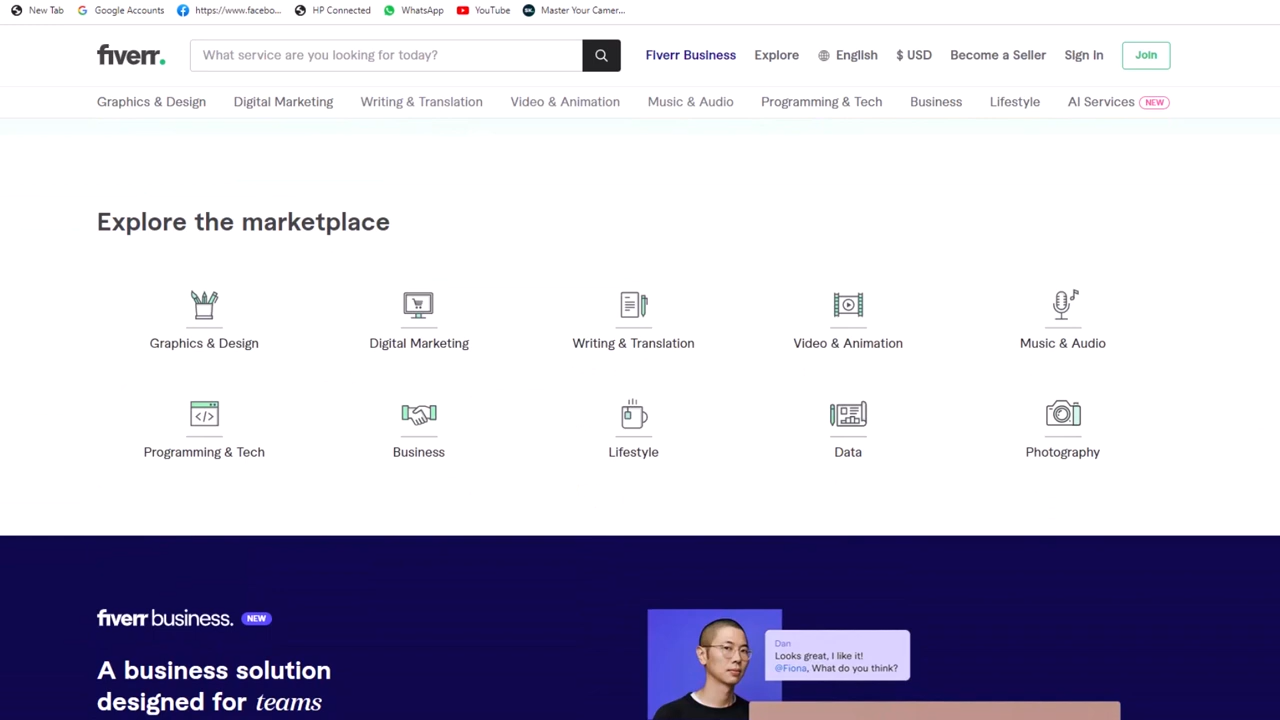 New Tab Google Accounts https://www.facebo... HP Connected WhatsApp YouTube Master Your Camer...
fiverr. What service are you looking for today? Fiverr Business Explore English $ USD Become a Seller Sign In Join
Graphics & Design Digital Marketing Writing & Translation Video & Animation Music & Audio Programming & Tech Business Lifestyle AI Services NEW
Explore the marketplace
Graphics & Design Digital Marketing Writing & Translation Video & Animation Music & Audio
Programming & Tech Business Lifestyle Data Photography
fiverr business. NEW
A business solution
designed for teams
Dan
Looks great, I like it!
@Fiona, What do you think?